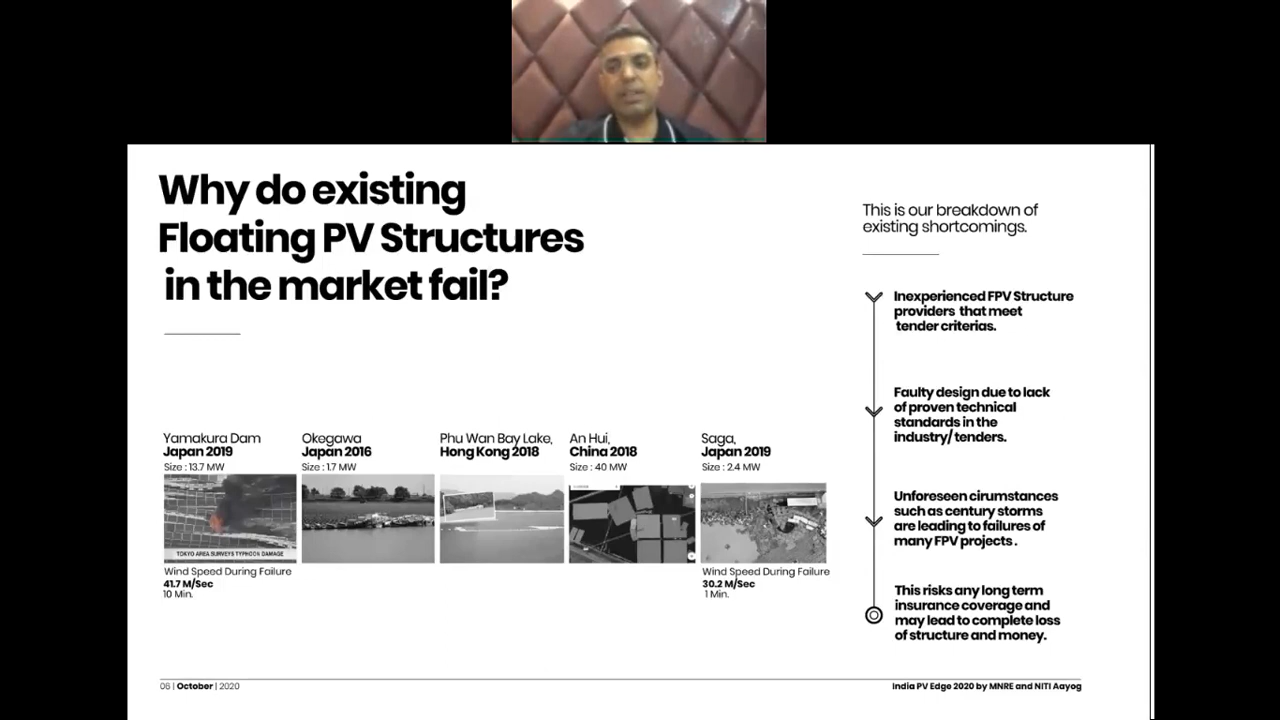 Why do existing
Floating PV Structures
in the market fail?
This is our breakdown of
existing shortcomings.
Inexperienced FPV Structure
providers that meet
tender criterias.
Faulty design due to lack
of proven technical
standards in the
industry/ tenders.
Unforeseen cirumstances
such as century storms
are leading to failures of
many FPV projects .
This risks any long term
insurance coverage and
may lead to complete loss
of structure and money.
Yamakura Dam
Japan 2019
Size : 13.7 MW
TOKYO AREA SURVEYS TYPHOON DAMAGE
Wind Speed During Failure
41.7 M/Sec
10 Min.
Okegawa
Japan 2016
Size : 1.7 MW
Phu Wan Bay Lake,
Hong Kong 2018
An Hui,
China 2018
Size : 40 MW
Saga,
Japan 2019
Size : 2.4 MW
Wind Speed During Failure
30.2 M/Sec
1 Min.
06 | October | 2020
India PV Edge 2020 by MNRE and NITI Aayog